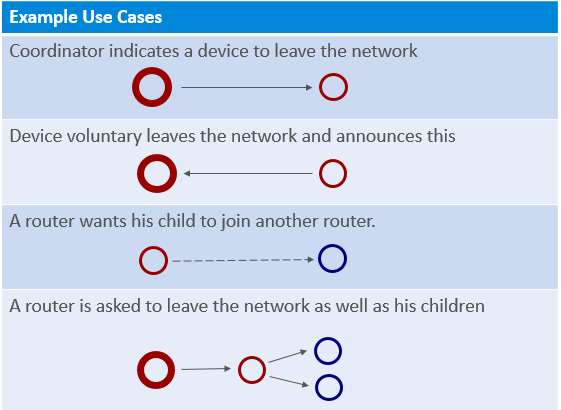 Example Use Cases
Coordinator indicates a device to leave the network
Device voluntary leaves the network and announces this
A router wants his child to join another router.
A router is asked to leave the network as well as his children